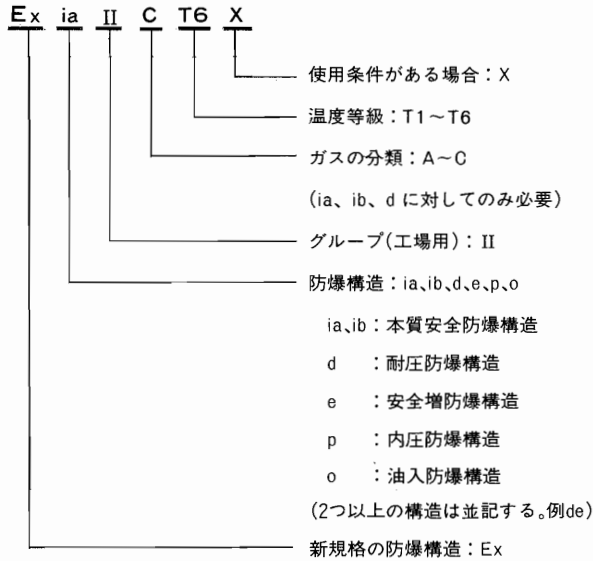 Ex ia II C T6 X
使用条件がある場合：X
温度等級：T1～T6
ガスの分類：A～C
(ia、ib、d に対してのみ必要)
グループ(工場用)：II
防爆構造：ia、ib、d、e、p、o
ia、ib：本質安全防爆構造
d ：耐圧防爆構造
e ：安全増防爆構造
p ：内圧防爆構造
o ：油入防爆構造
(2つ以上の構造は並記する。例de)
新規格の防爆構造：Ex